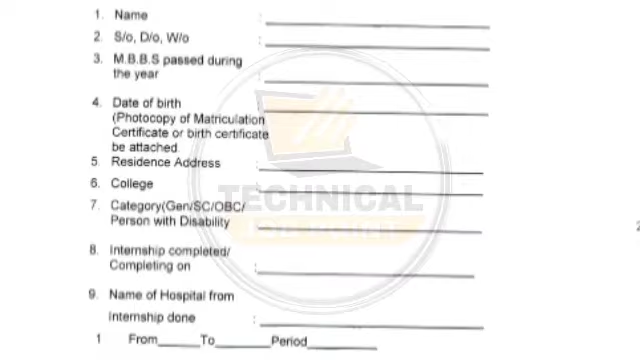 1. Name :
2. S/o, D/o, W/o :
3. M.B.B.S passed during
the year :
4. Date of birth :
(Photocopy of Matriculation
Certificate or birth certificate
be attached.
5. Residence Address :
6. College :
7. Category(Gen/SC/OBC/
Person with Disability :
8. Internship completed/
Completing on :
9. Name of Hospital from
Internship done :
1 From_____To_______Period_________
TECHNICAL